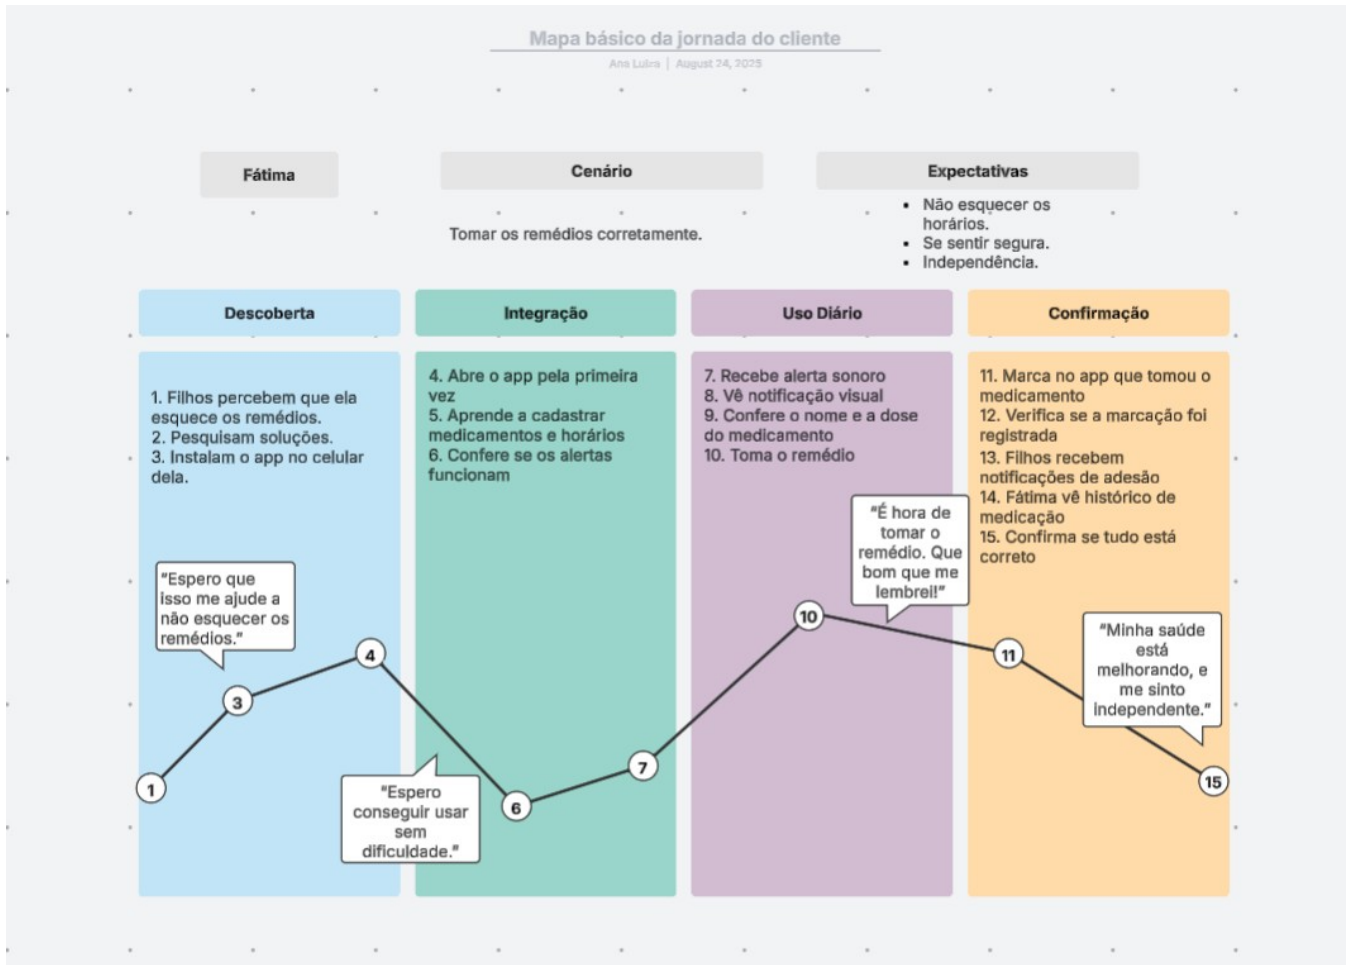 Mapa básico da jornada do cliente
Ana Luiza | August 24, 2025
Fátima
Cenário
Expectativas
Tomar os remédios corretamente.
▪ Não esquecer os
horários.
▪ Se sentir segura.
▪ Independência.
Descoberta
Integração
Uso Diário
Confirmação
1. Filhos percebem que ela
esquece os remédios.
2. Pesquisam soluções.
3. Instalam o app no celular
dela.
4. Abre o app pela primeira
vez
5. Aprende a cadastrar
medicamentos e horários
6. Confere se os alertas
funcionam
7. Recebe alerta sonoro
8. Vê notificação visual
9. Confere o nome e a dose
do medicamento
10. Toma o remédio
11. Marca no app que tomou o
medicamento
12. Verifica se a marcação foi
registrada
13. Filhos recebem
notificações de adesão
14. Fátima vê histórico de
medicação
15. Confirma se tudo está
correto
"Espero que
isso me ajude a
não esquecer os
remédios."
"Espero
conseguir usar
sem
dificuldade."
"É hora de
tomar o
remédio. Que
bom que me
lembrei!"
"Minha saúde
está
melhorando, e
me sinto
independente."
1
3
4
6
7
10
11
15